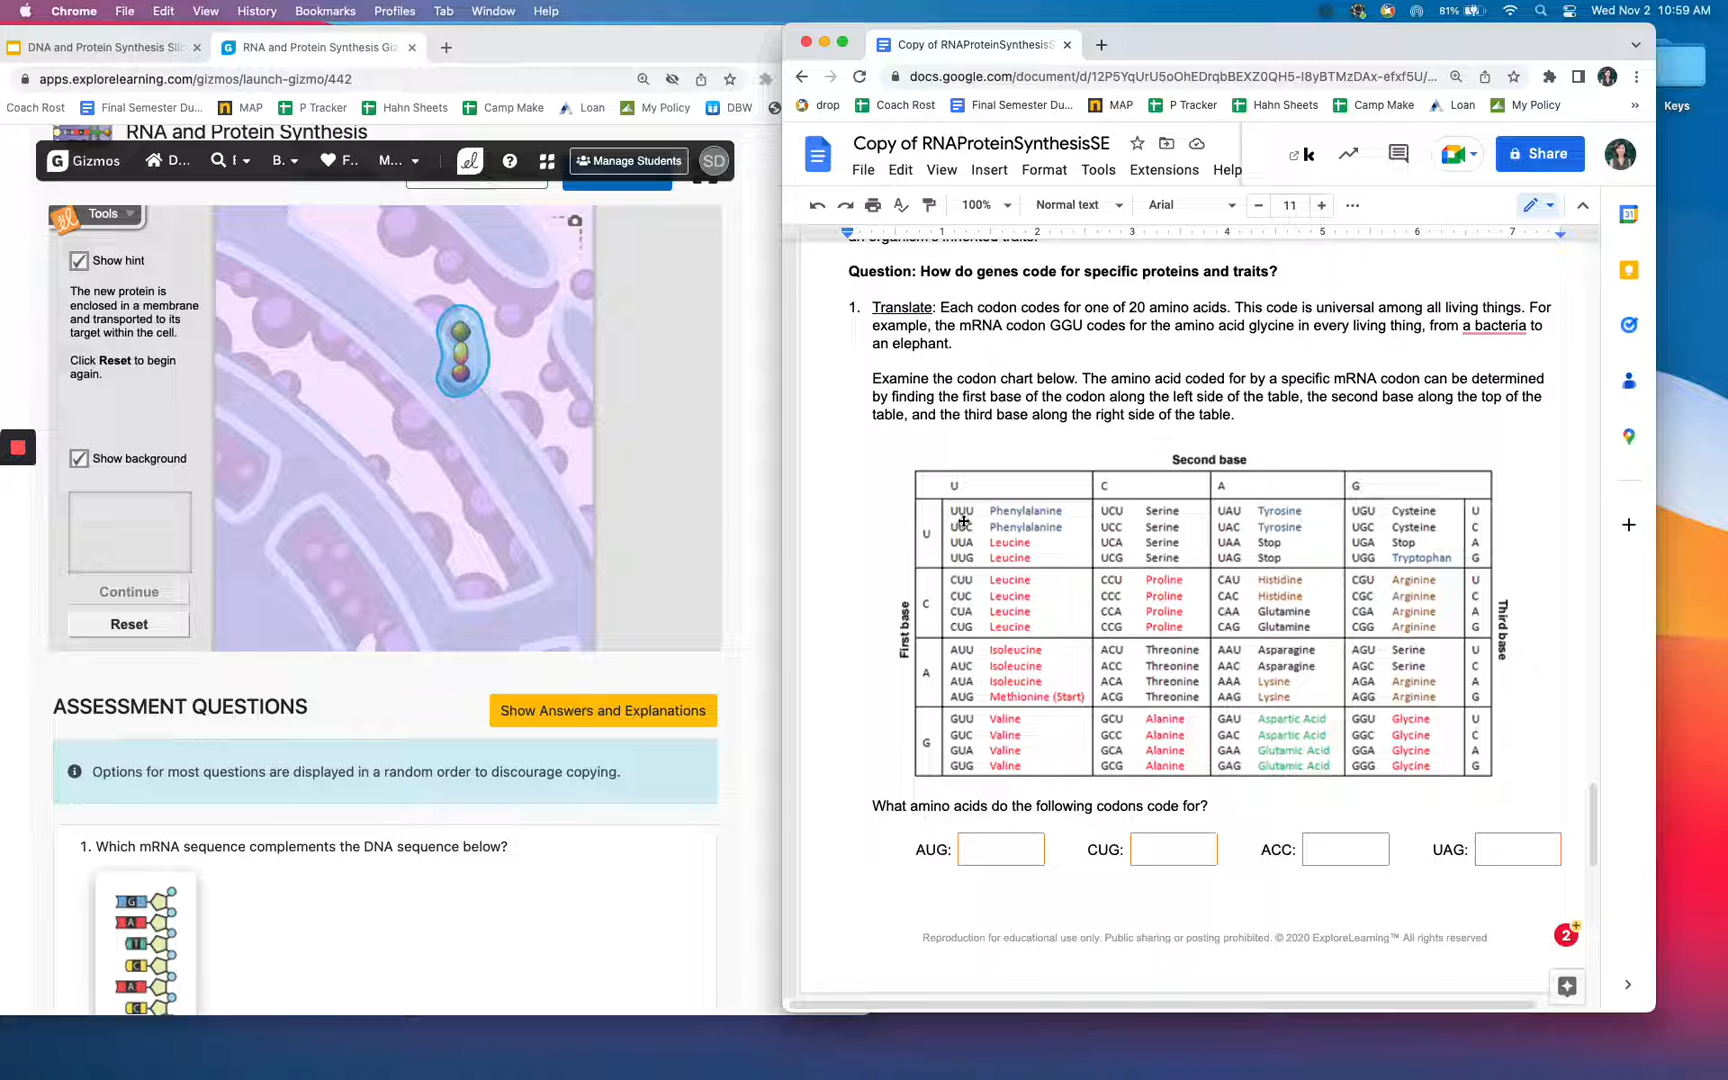 Chrome File Edit View History Bookmarks Profiles Tab Window Help
81% Wed Nov 2 10:59 AM
DNA and Protein Synthesis Sli
RNA and Protein Synthesis Giz
apps.explorelearning.com/gizmos/launch-gizmo/442
Coach Rost Final Semester Du... MAP P Tracker Hahn Sheets Camp Make Loan My Policy DBW
RNA and Protein Synthesis
Gizmos D... B. F.. M... el ? Manage Students SD
Tools
Show hint
The new protein is
enclosed in a membrane
and transported to its
target within the cell.
Click Reset to begin
again.
Show background
Continue
Reset
ASSESSMENT QUESTIONS
Show Answers and Explanations
Options for most questions are displayed in a random order to discourage copying.
1. Which mRNA sequence complements the DNA sequence below?
G
A
T
C
A
C
Copy of RNAProteinSynthesisS
docs.google.com/document/d/12P5YqUrU5oOhEDrqbBEXZ0QH5-I8yBTMzDAx-efxf5U/...
drop Coach Rost Final Semester Du... MAP P Tracker Hahn Sheets Camp Make Loan My Policy »
Keys
Copy of RNAProteinSynthesisSE
File Edit View Insert Format Tools Extensions Help
k
Share
100% Normal text Arial 11
1 2 3 4 5 6 7
an organism's inherited traits.
Question: How do genes code for specific proteins and traits?
1. Translate: Each codon codes for one of 20 amino acids. This code is universal among all living things. For
example, the mRNA codon GGU codes for the amino acid glycine in every living thing, from a bacteria to
an elephant.
Examine the codon chart below. The amino acid coded for by a specific mRNA codon can be determined
by finding the first base of the codon along the left side of the table, the second base along the top of the
table, and the third base along the right side of the table.
Second base
U C A G
First base
Third base
U
UUU Phenylalanine UCU Serine UAU Tyrosine UGU Cysteine U
UUC Phenylalanine UCC Serine UAC Tyrosine UGC Cysteine C
UUA Leucine UCA Serine UAA Stop UGA Stop A
UUG Leucine UCG Serine UAG Stop UGG Tryptophan G
C
CUU Leucine CCU Proline CAU Histidine CGU Arginine U
CUC Leucine CCC Proline CAC Histidine CGC Arginine C
CUA Leucine CCA Proline CAA Glutamine CGA Arginine A
CUG Leucine CCG Proline CAG Glutamine CGG Arginine G
A
AUU Isoleucine ACU Threonine AAU Asparagine AGU Serine U
AUC Isoleucine ACC Threonine AAC Asparagine AGC Serine C
AUA Isoleucine ACA Threonine AAA Lysine AGA Arginine A
AUG Methionine (Start) ACG Threonine AAG Lysine AGG Arginine G
G
GUU Valine GCU Alanine GAU Aspartic Acid GGU Glycine U
GUC Valine GCC Alanine GAC Aspartic Acid GGC Glycine C
GUA Valine GCA Alanine GAA Glutamic Acid GGA Glycine A
GUG Valine GCG Alanine GAG Glutamic Acid GGG Glycine G
What amino acids do the following codons code for?
AUG: CUG: ACC: UAG:
Reproduction for educational use only. Public sharing or posting prohibited. © 2020 ExploreLearning™ All rights reserved
2
31